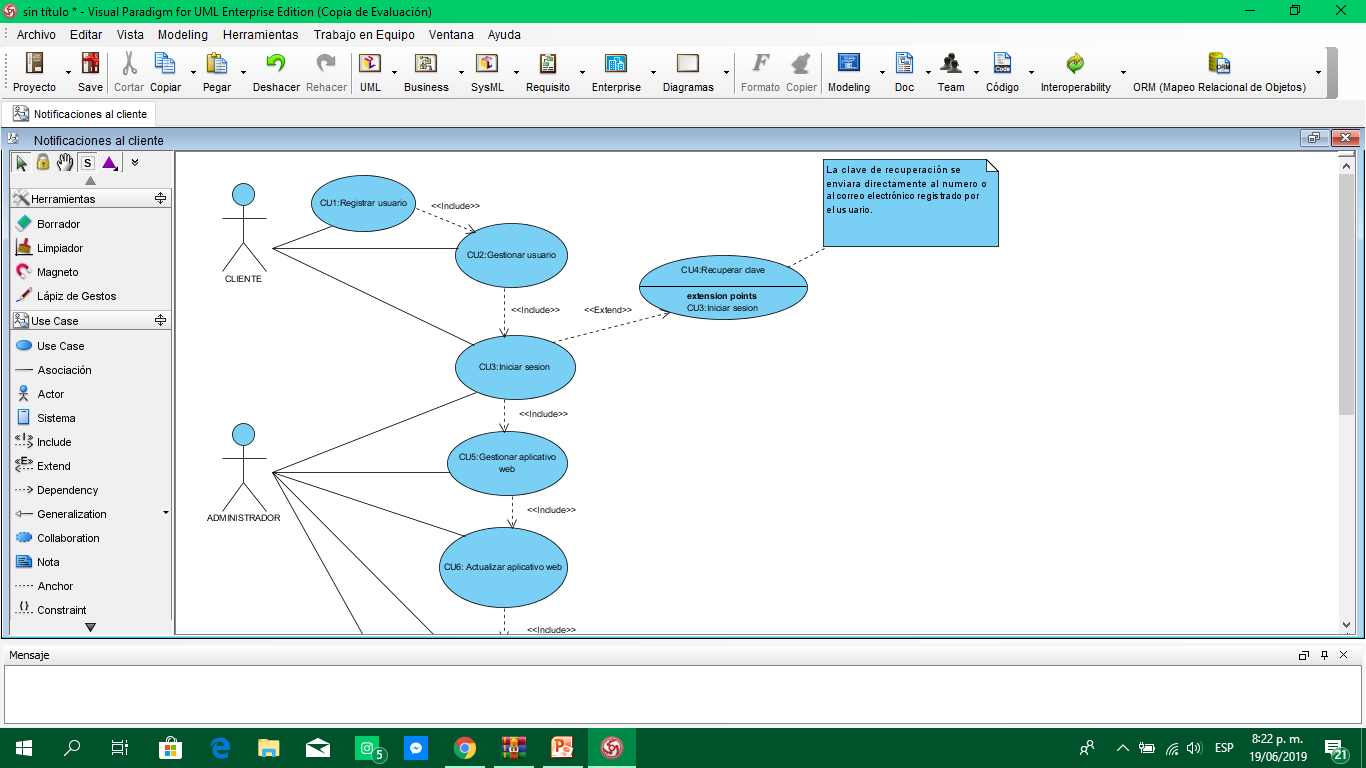 sin título * - Visual Paradigm for UML Enterprise Edition (Copia de Evaluación)
Archivo Editar Vista Modeling Herramientas Trabajo en Equipo Ventana Ayuda
Proyecto Save Cortar Copiar Pegar Deshacer Rehacer UML Business SysML Requisito Enterprise Diagramas Formato Copier Modeling Doc Team Código Interoperability ORM (Mapeo Relacional de Objetos)
Notificaciones al cliente
Notificaciones al cliente
S
Herramientas
Borrador
Limpiador
Magneto
Lápiz de Gestos
Use Case
Use Case
Asociación
Actor
Sistema
Include
Extend
Dependency
Generalization
Collaboration
Nota
Anchor
Constraint
CLIENTE
CU1:Registrar usuario
<<Include>>
CU2:Gestionar usuario
<<Include>>
<<Extend>>
CU4:Recuperar clave
extension points
CU3:Iniciar sesion
La clave de recuperación se
enviara directamente al numero o
al correo electrónico registrado por
el usuario.
CU3:Iniciar sesion
<<Include>>
ADMINISTRADOR
CU5:Gestionar aplicativo
web
<<Include>>
CU6: Actualizar aplicativo web
<<Include>>
Mensaje
5
ESP
8:22 p. m.
19/06/2019
21